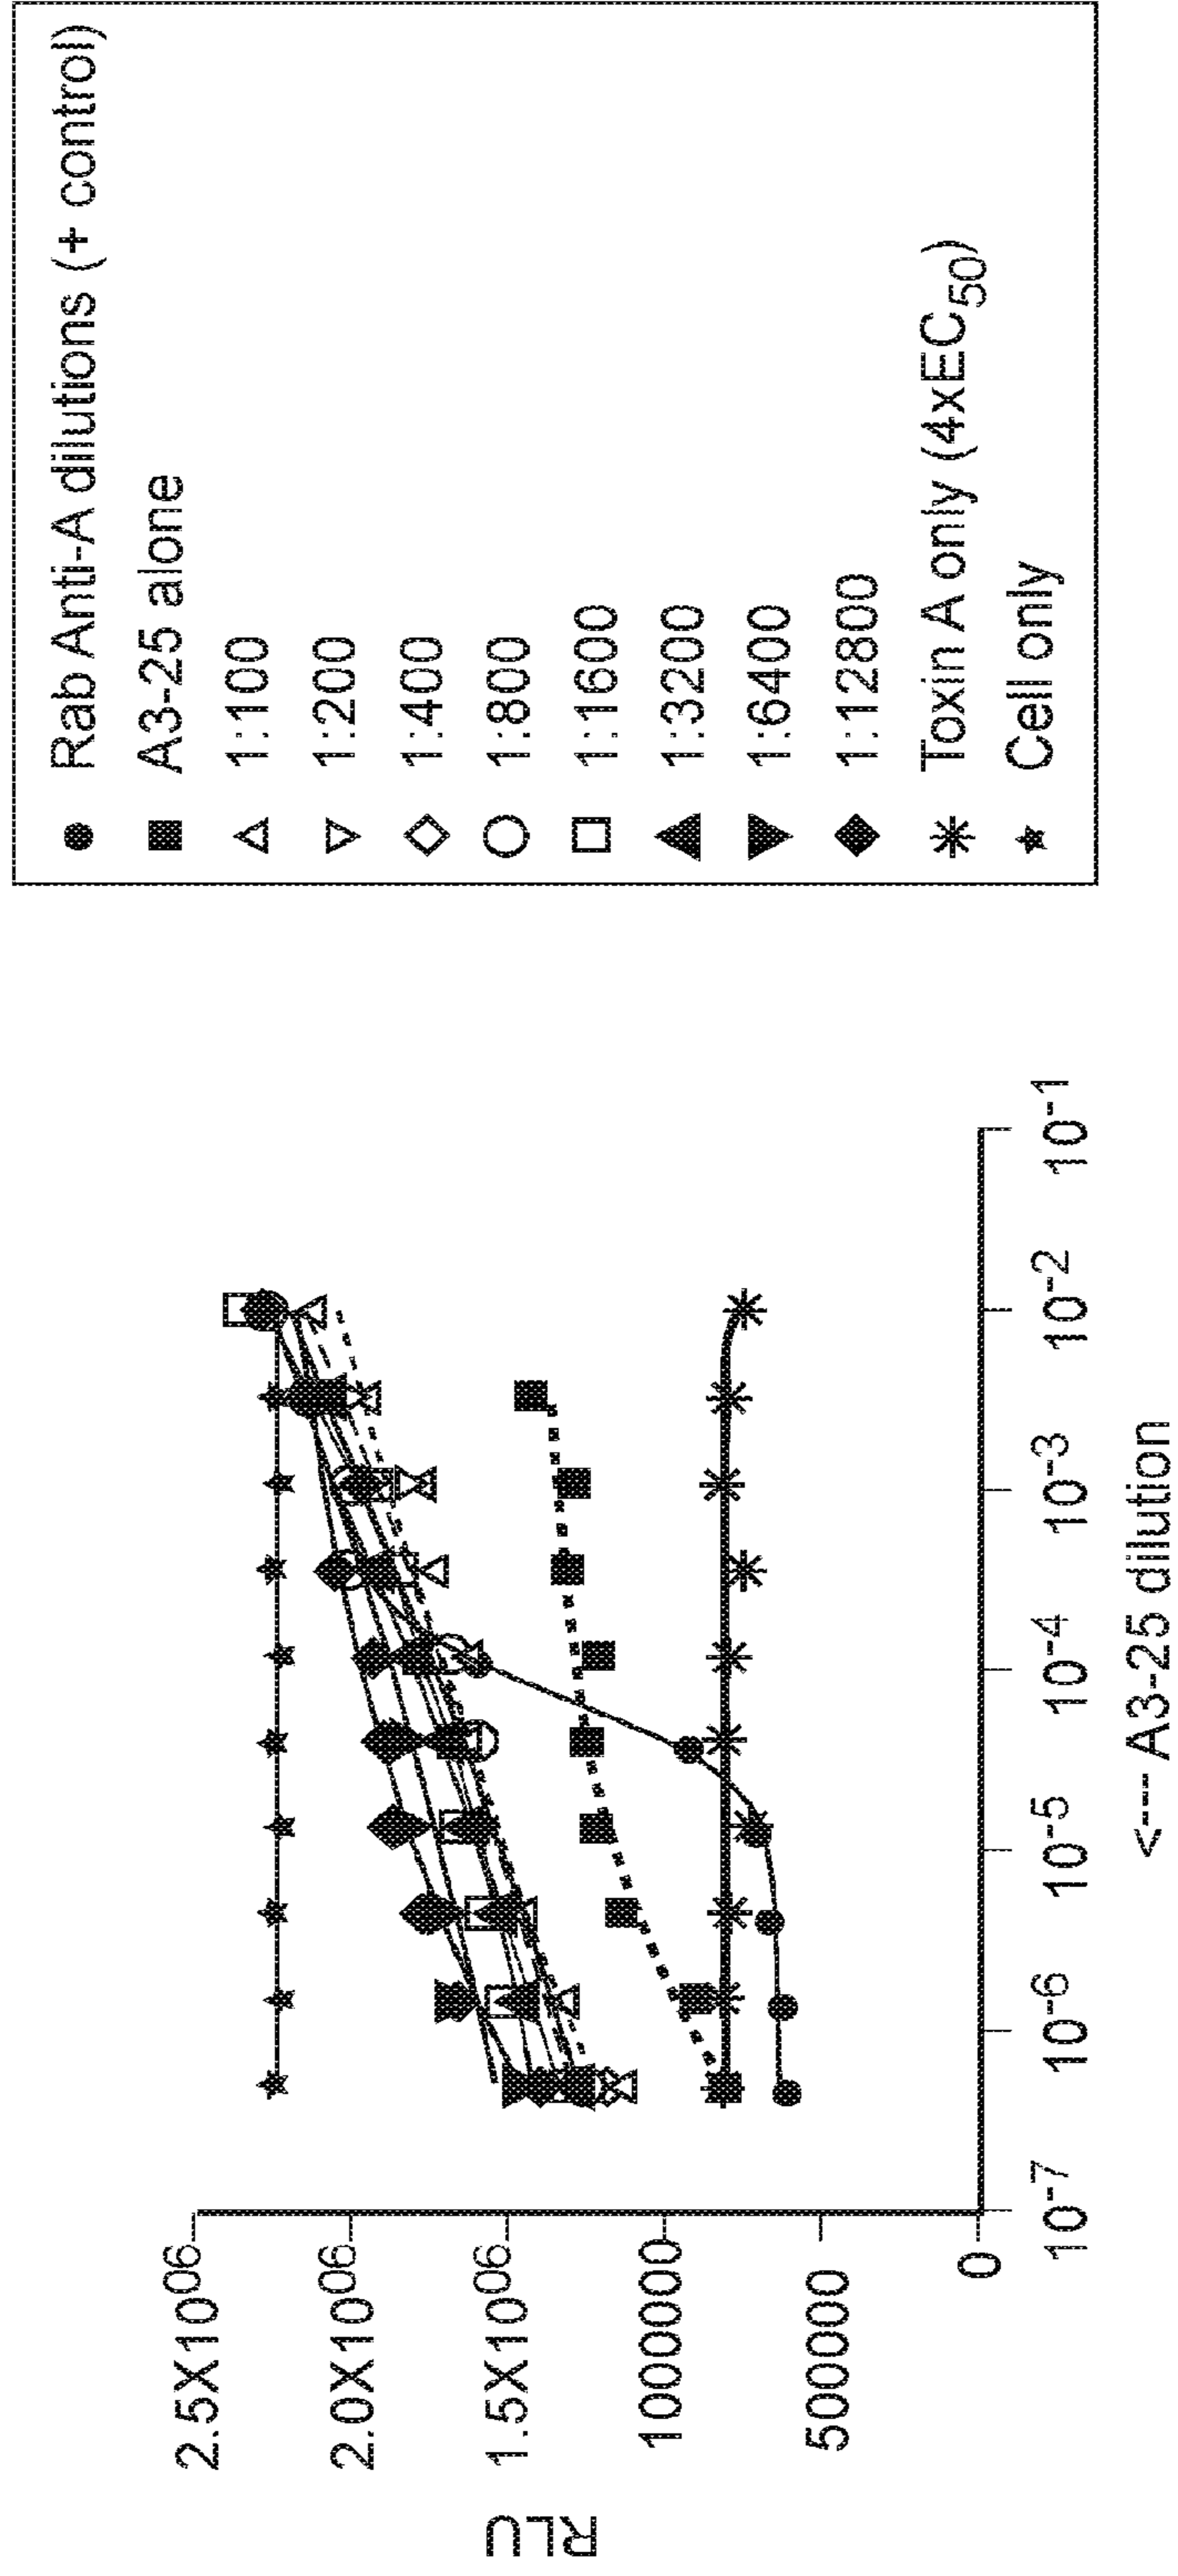 RLU
2.5X10⁰⁶
2.0X10⁰⁶
1.5X10⁰⁶
1000000
500000
0
10⁻⁷
10⁻⁶
10⁻⁵
10⁻⁴
10⁻³
10⁻²
10⁻¹
<--- A3-25 dilution
Rab Anti-A dilutions (+ control)
A3-25 alone
1:100
1:200
1:400
1:800
1:1600
1:3200
1:6400
1:12800
Toxin A only (4xEC₅₀)
Cell only